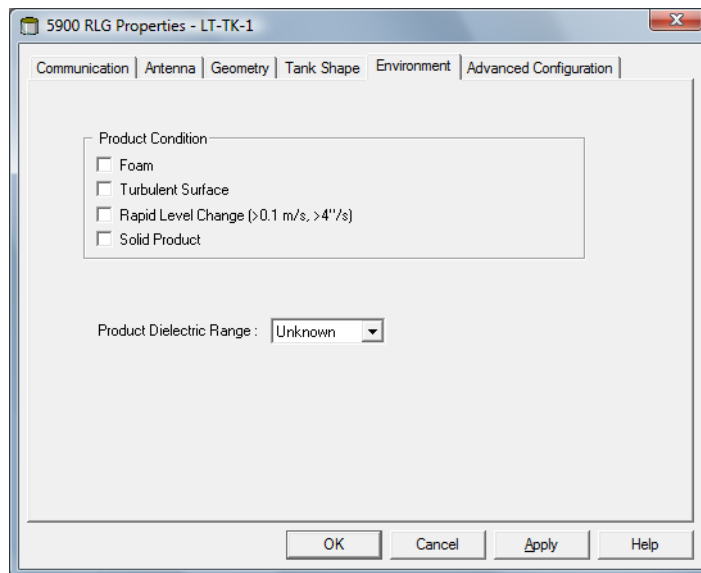 5900 RLG Properties - LT-TK-1
Communication Antenna Geometry Tank Shape Environment Advanced Configuration
Product Condition
Foam
Turbulent Surface
Rapid Level Change (>0.1 m/s, >4"/s)
Solid Product
Product Dielectric Range : Unknown
OK Cancel Apply Help